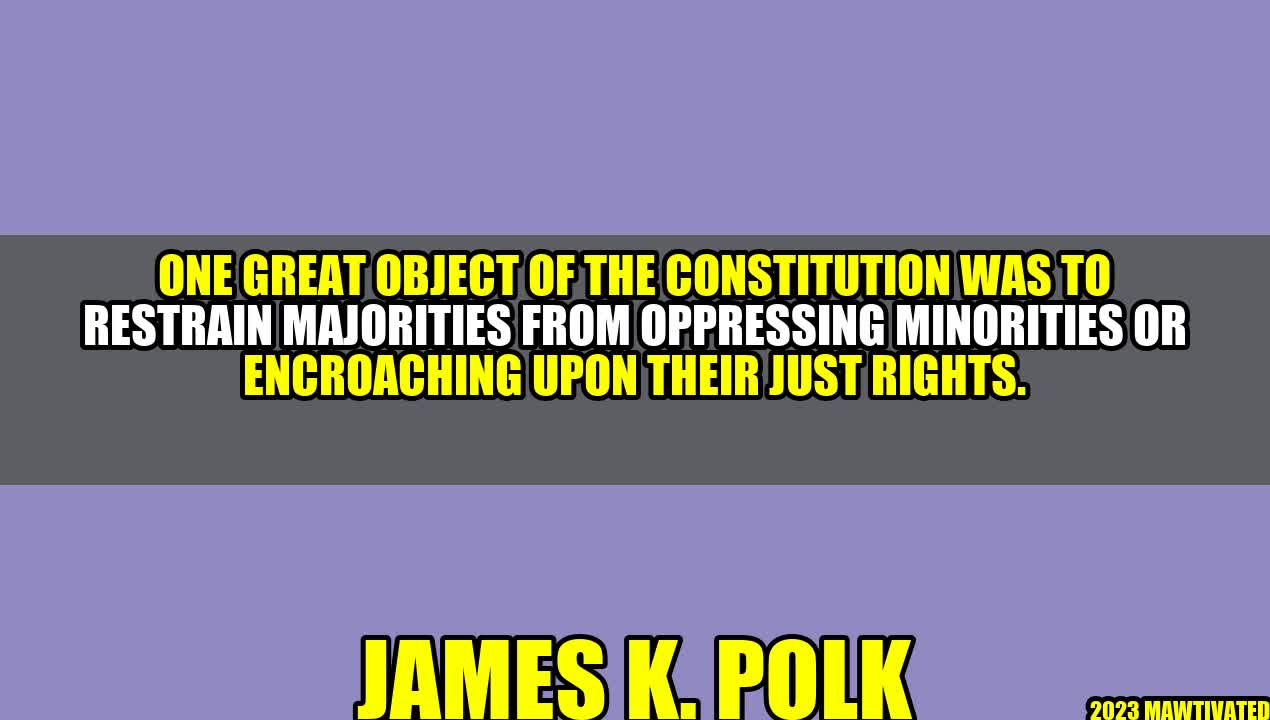 ONE GREAT OBJECT OF THE CONSTITUTION WAS TO
RESTRAIN MAJORITIES FROM OPPRESSING MINORITIES OR
ENCROACHING UPON THEIR JUST RIGHTS.
JAMES K. POLK
2023 MAWTIVATED